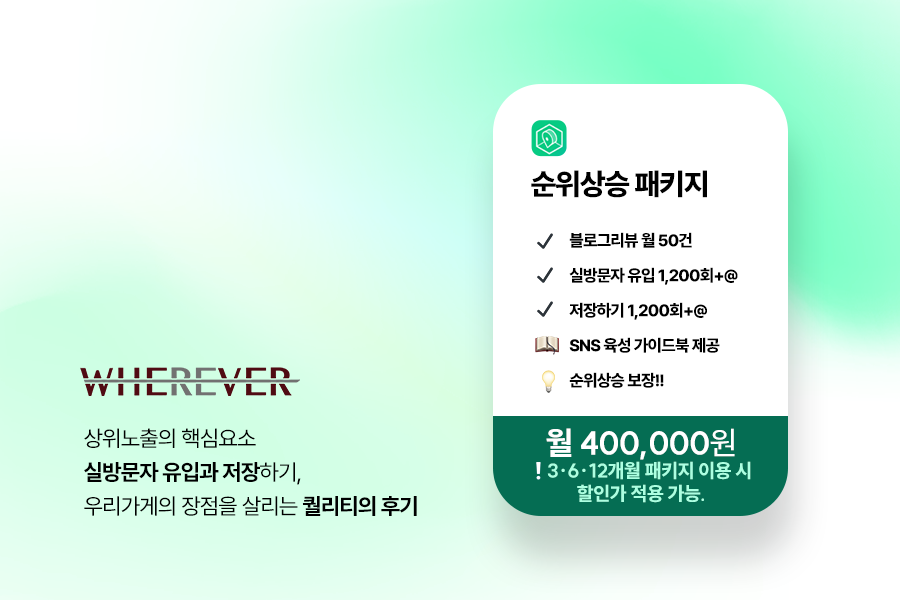 WHEREVER
상위노출의 핵심요소
실방문자 유입과 저장하기,
우리가게의 장점을 살리는 퀄리티의 후기
순위상승 패키지
블로그리뷰 월 50건
실방문자 유입 1,200회+@
저장하기 1,200회+@
SNS 육성 가이드북 제공
순위상승 보장!!
월 400,000원
! 3·6·12개월 패키지 이용 시
할인가 적용 가능.